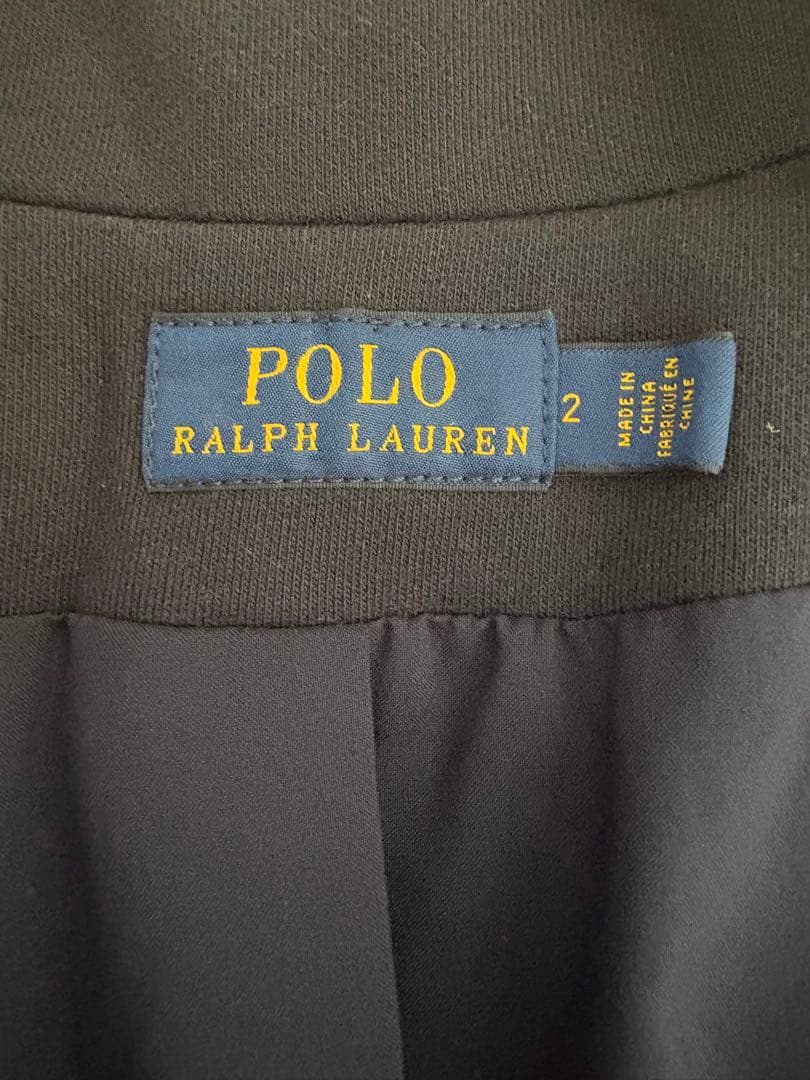 POLO
RALPH LAUREN
2
MADE IN
CHINA
FABRIQUÉ EN
CHINE